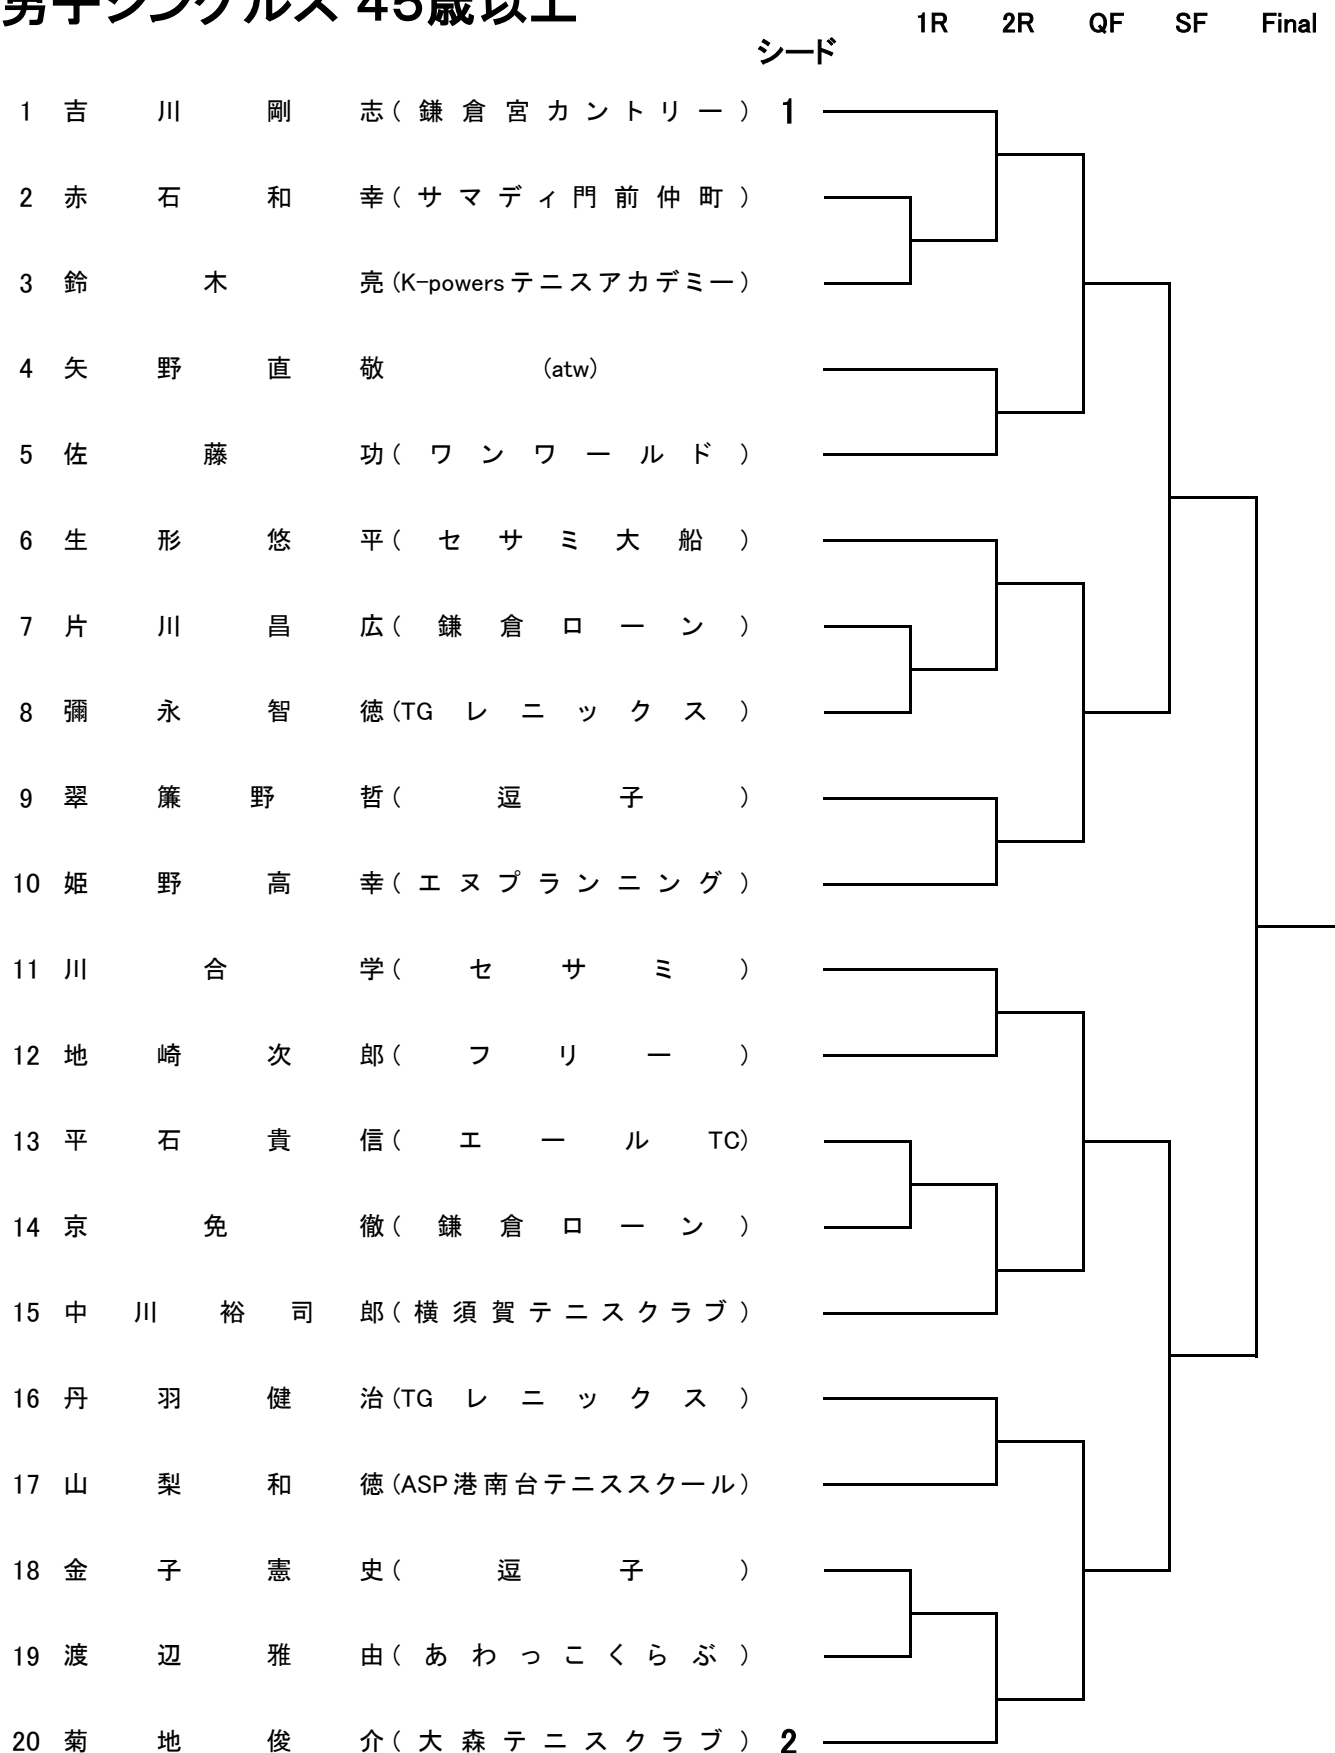 男子シングルス 45歳以上
1R 2R QF SF Final
シード
1 吉川剛志(鎌倉宮カントリー) 1
2 赤石和幸(サマディ門前仲町)
3 鈴木亮(K-powersテニスアカデミー)
4 矢野直敬 (atw)
5 佐藤功(ワンワールド)
6 生形悠平(セサミ大船)
7 片川昌広(鎌倉ローン)
8 彌永智徳(TGレニックス)
9 翠簾野哲(逗子)
10 姫野高幸(エヌプランニング)
11 川合学(セサミ)
12 地崎次郎(フリー)
13 平石貴信(エールTC)
14 京免徹(鎌倉ローン)
15 中川裕司郎(横須賀テニスクラブ)
16 丹羽健治(TGレニックス)
17 山梨和徳(ASP港南台テニススクール)
18 金子憲史(逗子)
19 渡辺雅由(あわっこくらぶ)
20 菊地俊介(大森テニスクラブ) 2